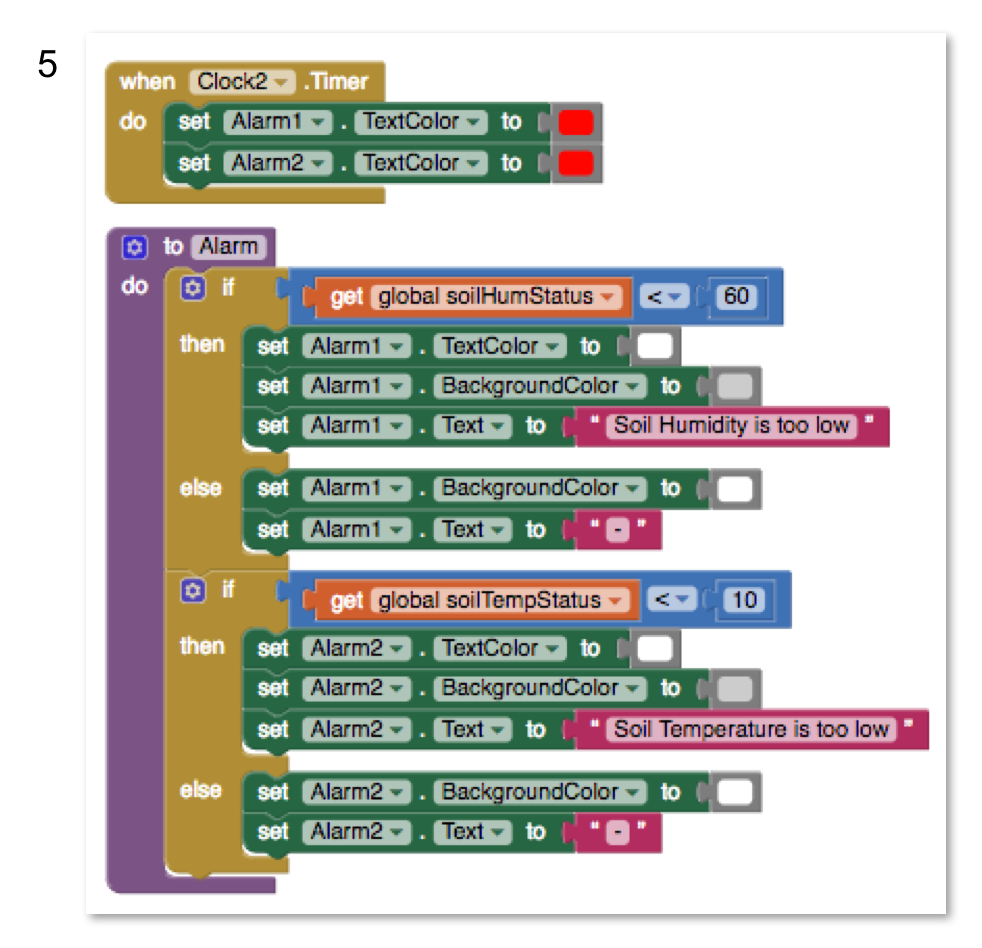 5
when Clock2 .Timer
do set Alarm1 . TextColor to
set Alarm2 . TextColor to
to Alarm
do if get global soilHumStatus < 60
then set Alarm1 . TextColor to
set Alarm1 . BackgroundColor to
set Alarm1 . Text to " Soil Humidity is too low "
else set Alarm1 . BackgroundColor to
set Alarm1 . Text to " - "
if get global soilTempStatus < 10
then set Alarm2 . TextColor to
set Alarm2 . BackgroundColor to
set Alarm2 . Text to " Soil Temperature is too low "
else set Alarm2 . BackgroundColor to
set Alarm2 . Text to " - "